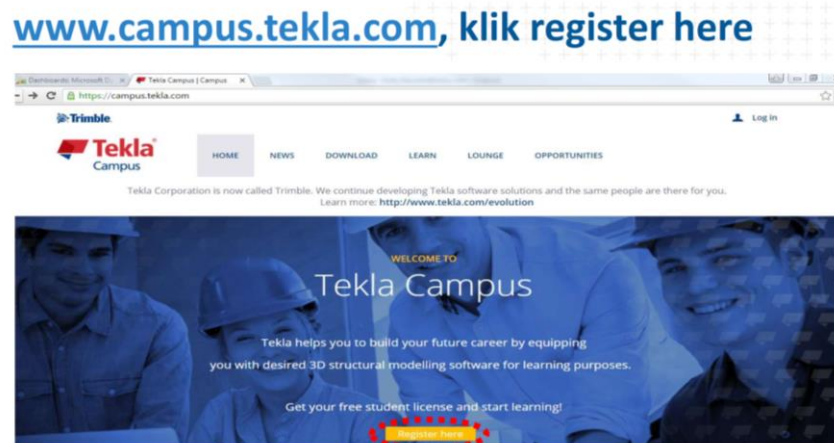 www.campus.tekla.com, klik register here
Tekla Campus | Campus
https://campus.tekla.com
Trimble
Log in
Tekla
Campus
HOME NEWS DOWNLOAD LEARN LOUNGE OPPORTUNITIES
Tekla Corporation is now called Trimble. We continue developing Tekla software solutions and the same people are there for you.
Learn more: http://www.tekla.com/evolution
WELCOME TO
Tekla Campus
Tekla helps you to build your future career by equipping
you with desired 3D structural modelling software for learning purposes.
Get your free student license and start learning!
Register here